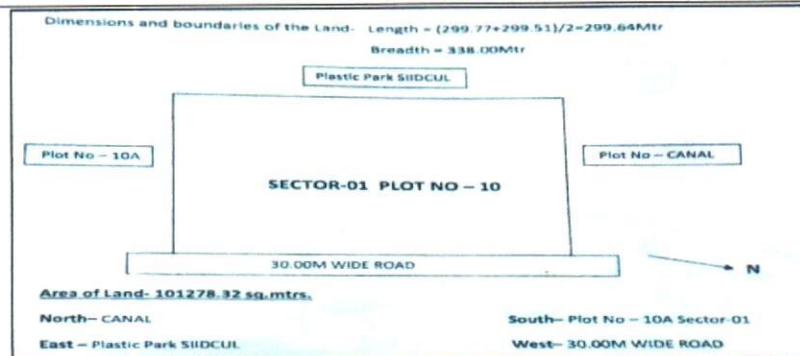 Dimensions and boundaries of the Land- Length = (299.77+299.51)/2=299.64Mtr
Breadth = 338.00Mtr
Plastic Park SIIDCUL
Plot No – 10A
Plot No – CANAL
SECTOR-01 PLOT NO – 10
30.00M WIDE ROAD
N
Area of Land- 101278.32 sq.mtrs.
North– CANAL
South– Plot No – 10A Sector-01
East – Plastic Park SIIDCUL
West– 30.00M WIDE ROAD